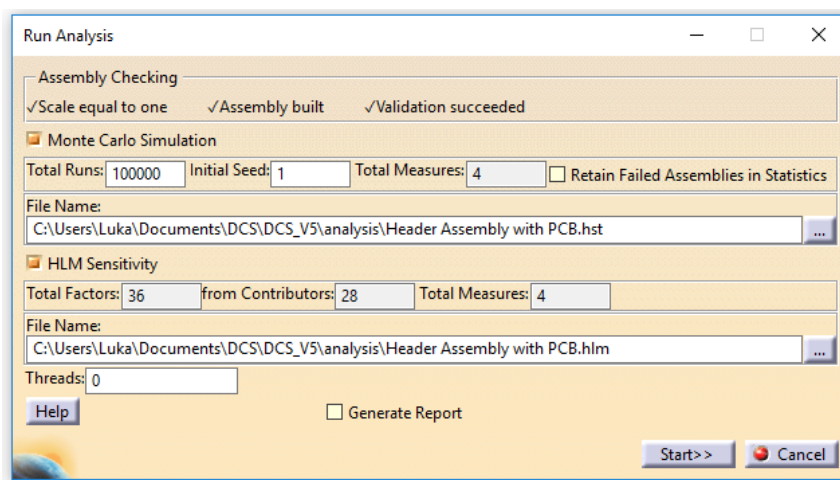 Run Analysis
Assembly Checking
✓Scale equal to one ✓Assembly built ✓Validation succeeded
Monte Carlo Simulation
Total Runs: 100000 Initial Seed: 1 Total Measures: 4 Retain Failed Assemblies in Statistics
File Name:
C:\Users\Luka\Documents\DCS\DCS_V5\analysis\Header Assembly with PCB.hst ...
HLM Sensitivity
Total Factors: 36 from Contributors: 28 Total Measures: 4
File Name:
C:\Users\Luka\Documents\DCS\DCS_V5\analysis\Header Assembly with PCB.hlm ...
Threads: 0
Help Generate Report
Start>> Cancel